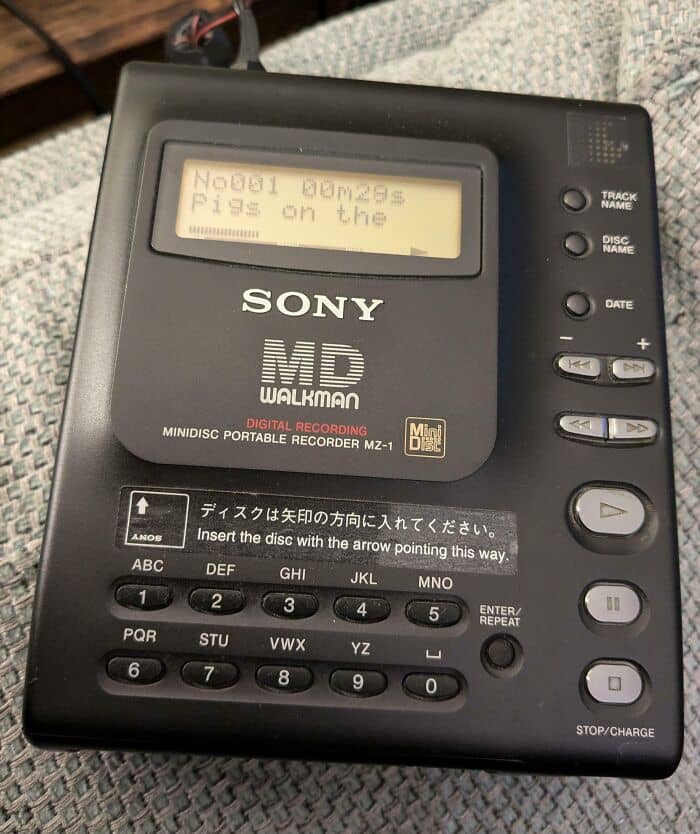 No001 00m29s
Pigs on the
TRACK
NAME
DISC
NAME
DATE
SONY
MD
WALKMAN
DIGITAL RECORDING
MINIDISC PORTABLE RECORDER MZ-1
Mini
Disc
− +
SONY
ディスクは矢印の方向に入れてください。
Insert the disc with the arrow pointing this way.
ABC DEF GHI JKL MNO
1 2 3 4 5
ENTER/
REPEAT
PQR STU VWX YZ ⎵
6 7 8 9 0
STOP/CHARGE